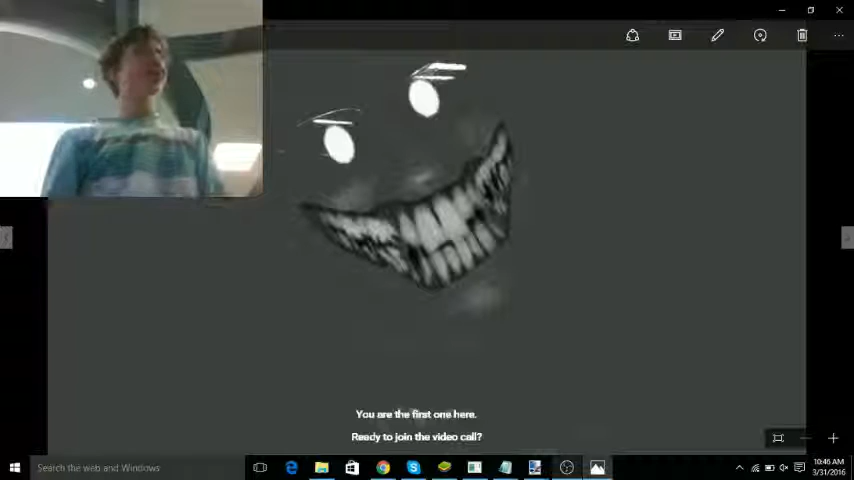 You are the first one here.
Ready to join the video call?
Search the web and Windows
10:46 AM
3/31/2016